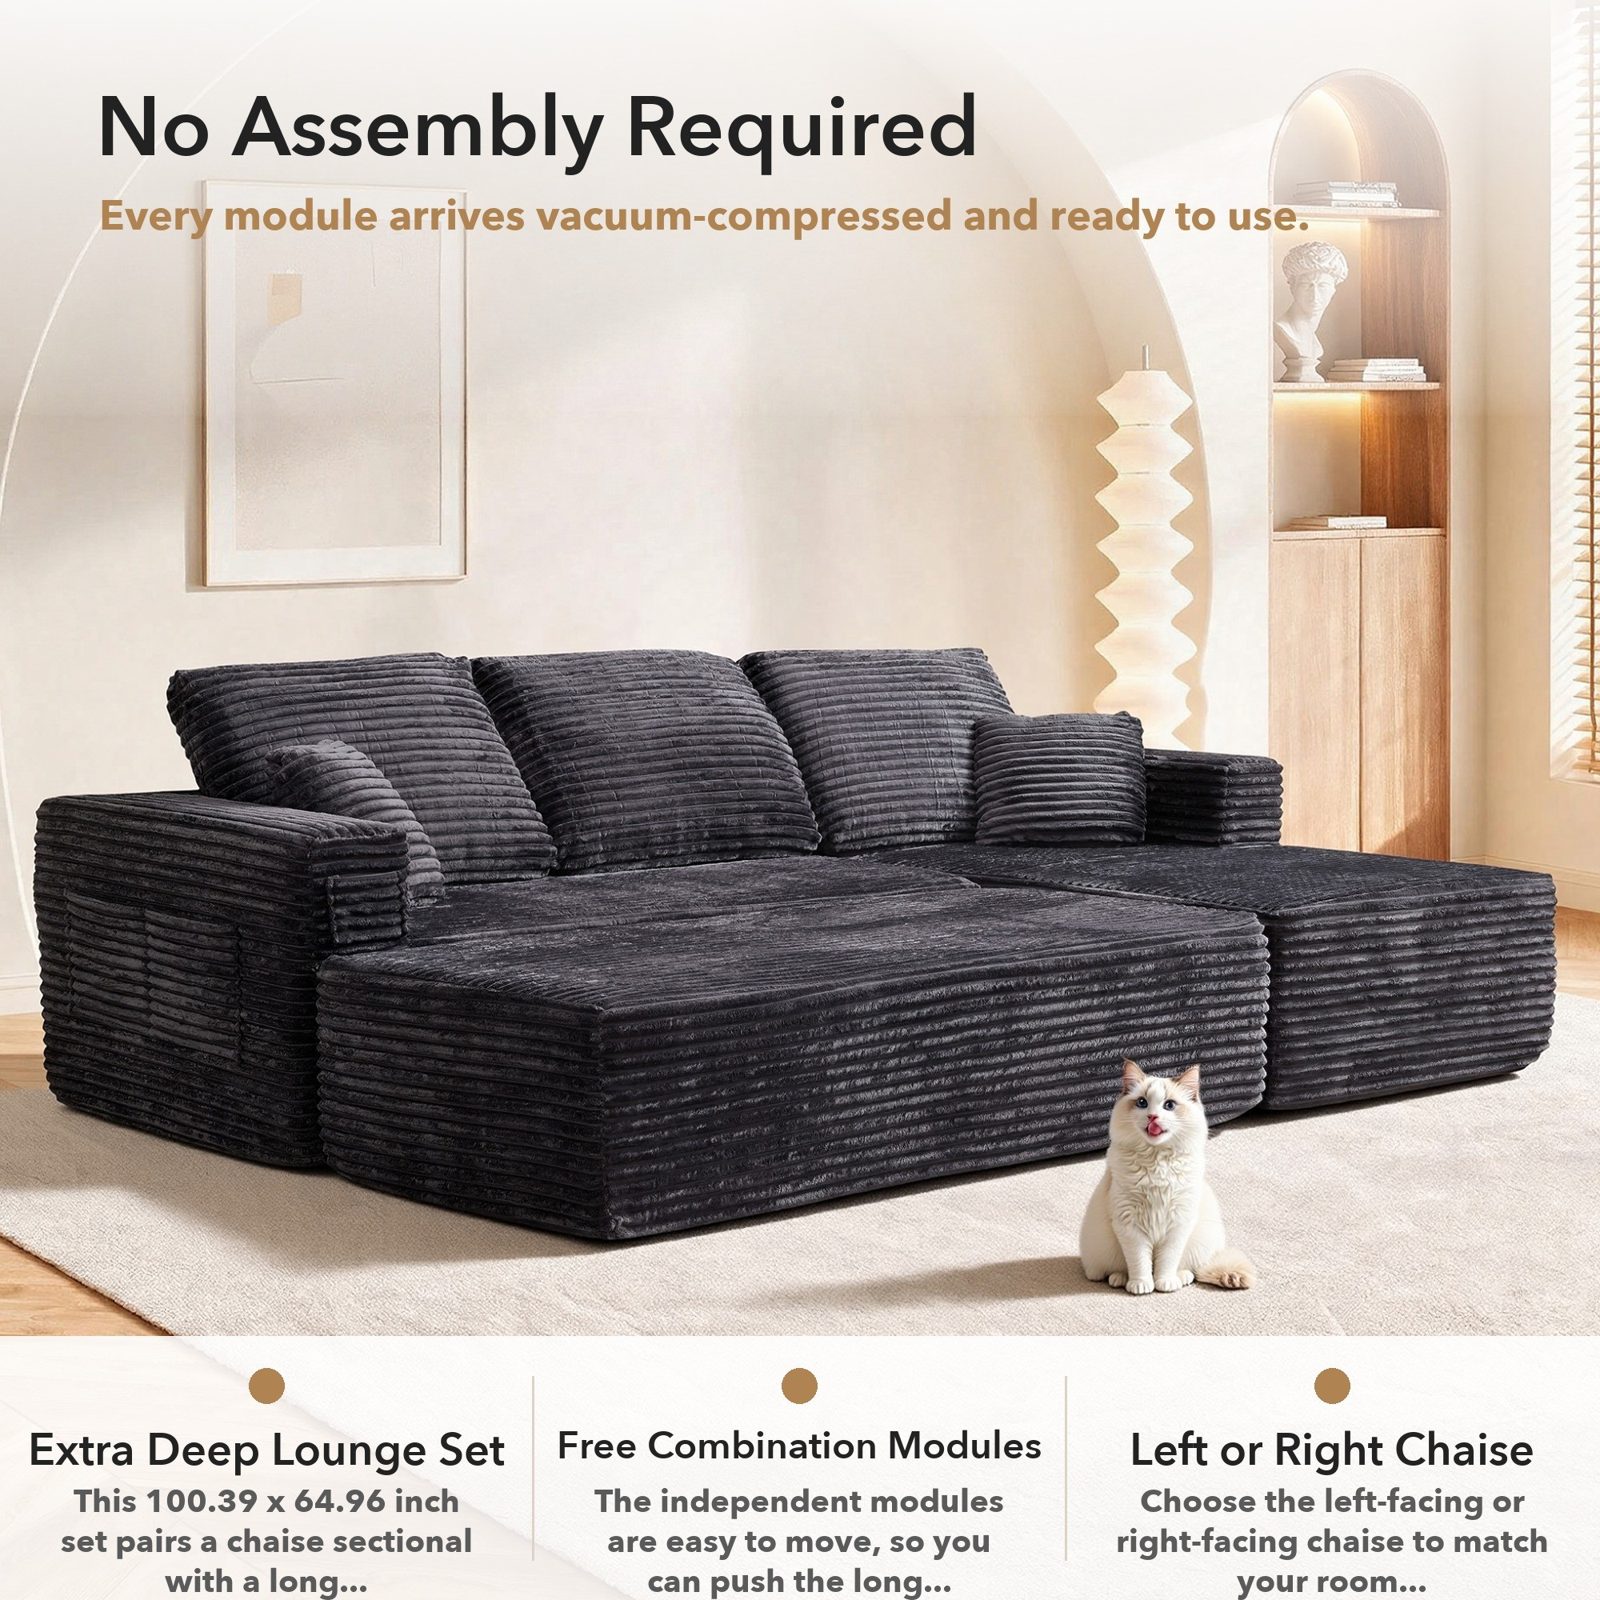 No Assembly Required
Every module arrives vacuum-compressed and ready to use.
Extra Deep Lounge Set
This 100.39 x 64.96 inch
set pairs a chaise sectional
with a long...
Free Combination Modules
The independent modules
are easy to move, so you
can push the long...
Left or Right Chaise
Choose the left-facing or
right-facing chaise to match
your room...